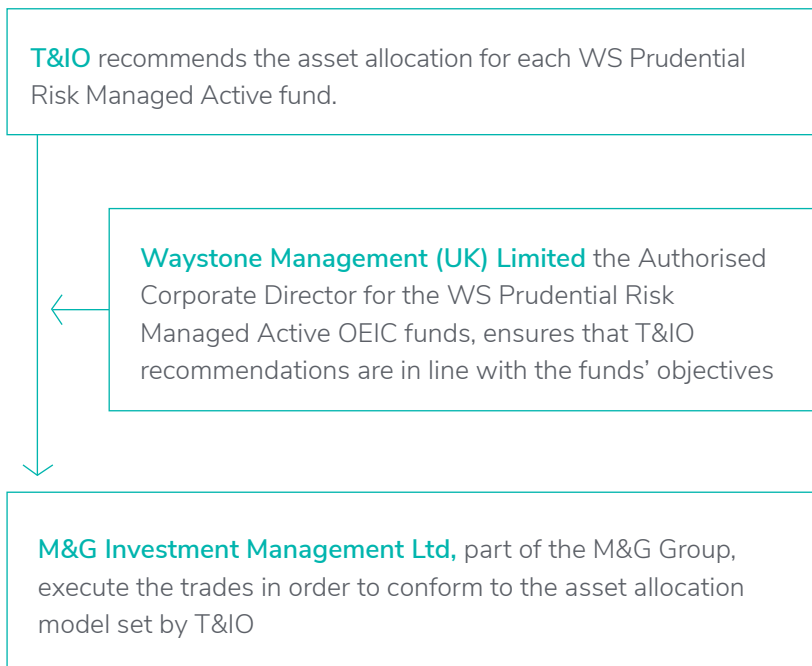 T&IO recommends the asset allocation for each WS Prudential
Risk Managed Active fund.
Waystone Management (UK) Limited the Authorised
Corporate Director for the WS Prudential Risk
Managed Active OEIC funds, ensures that T&IO
recommendations are in line with the funds’ objectives
M&G Investment Management Ltd, part of the M&G Group,
execute the trades in order to conform to the asset allocation
model set by T&IO